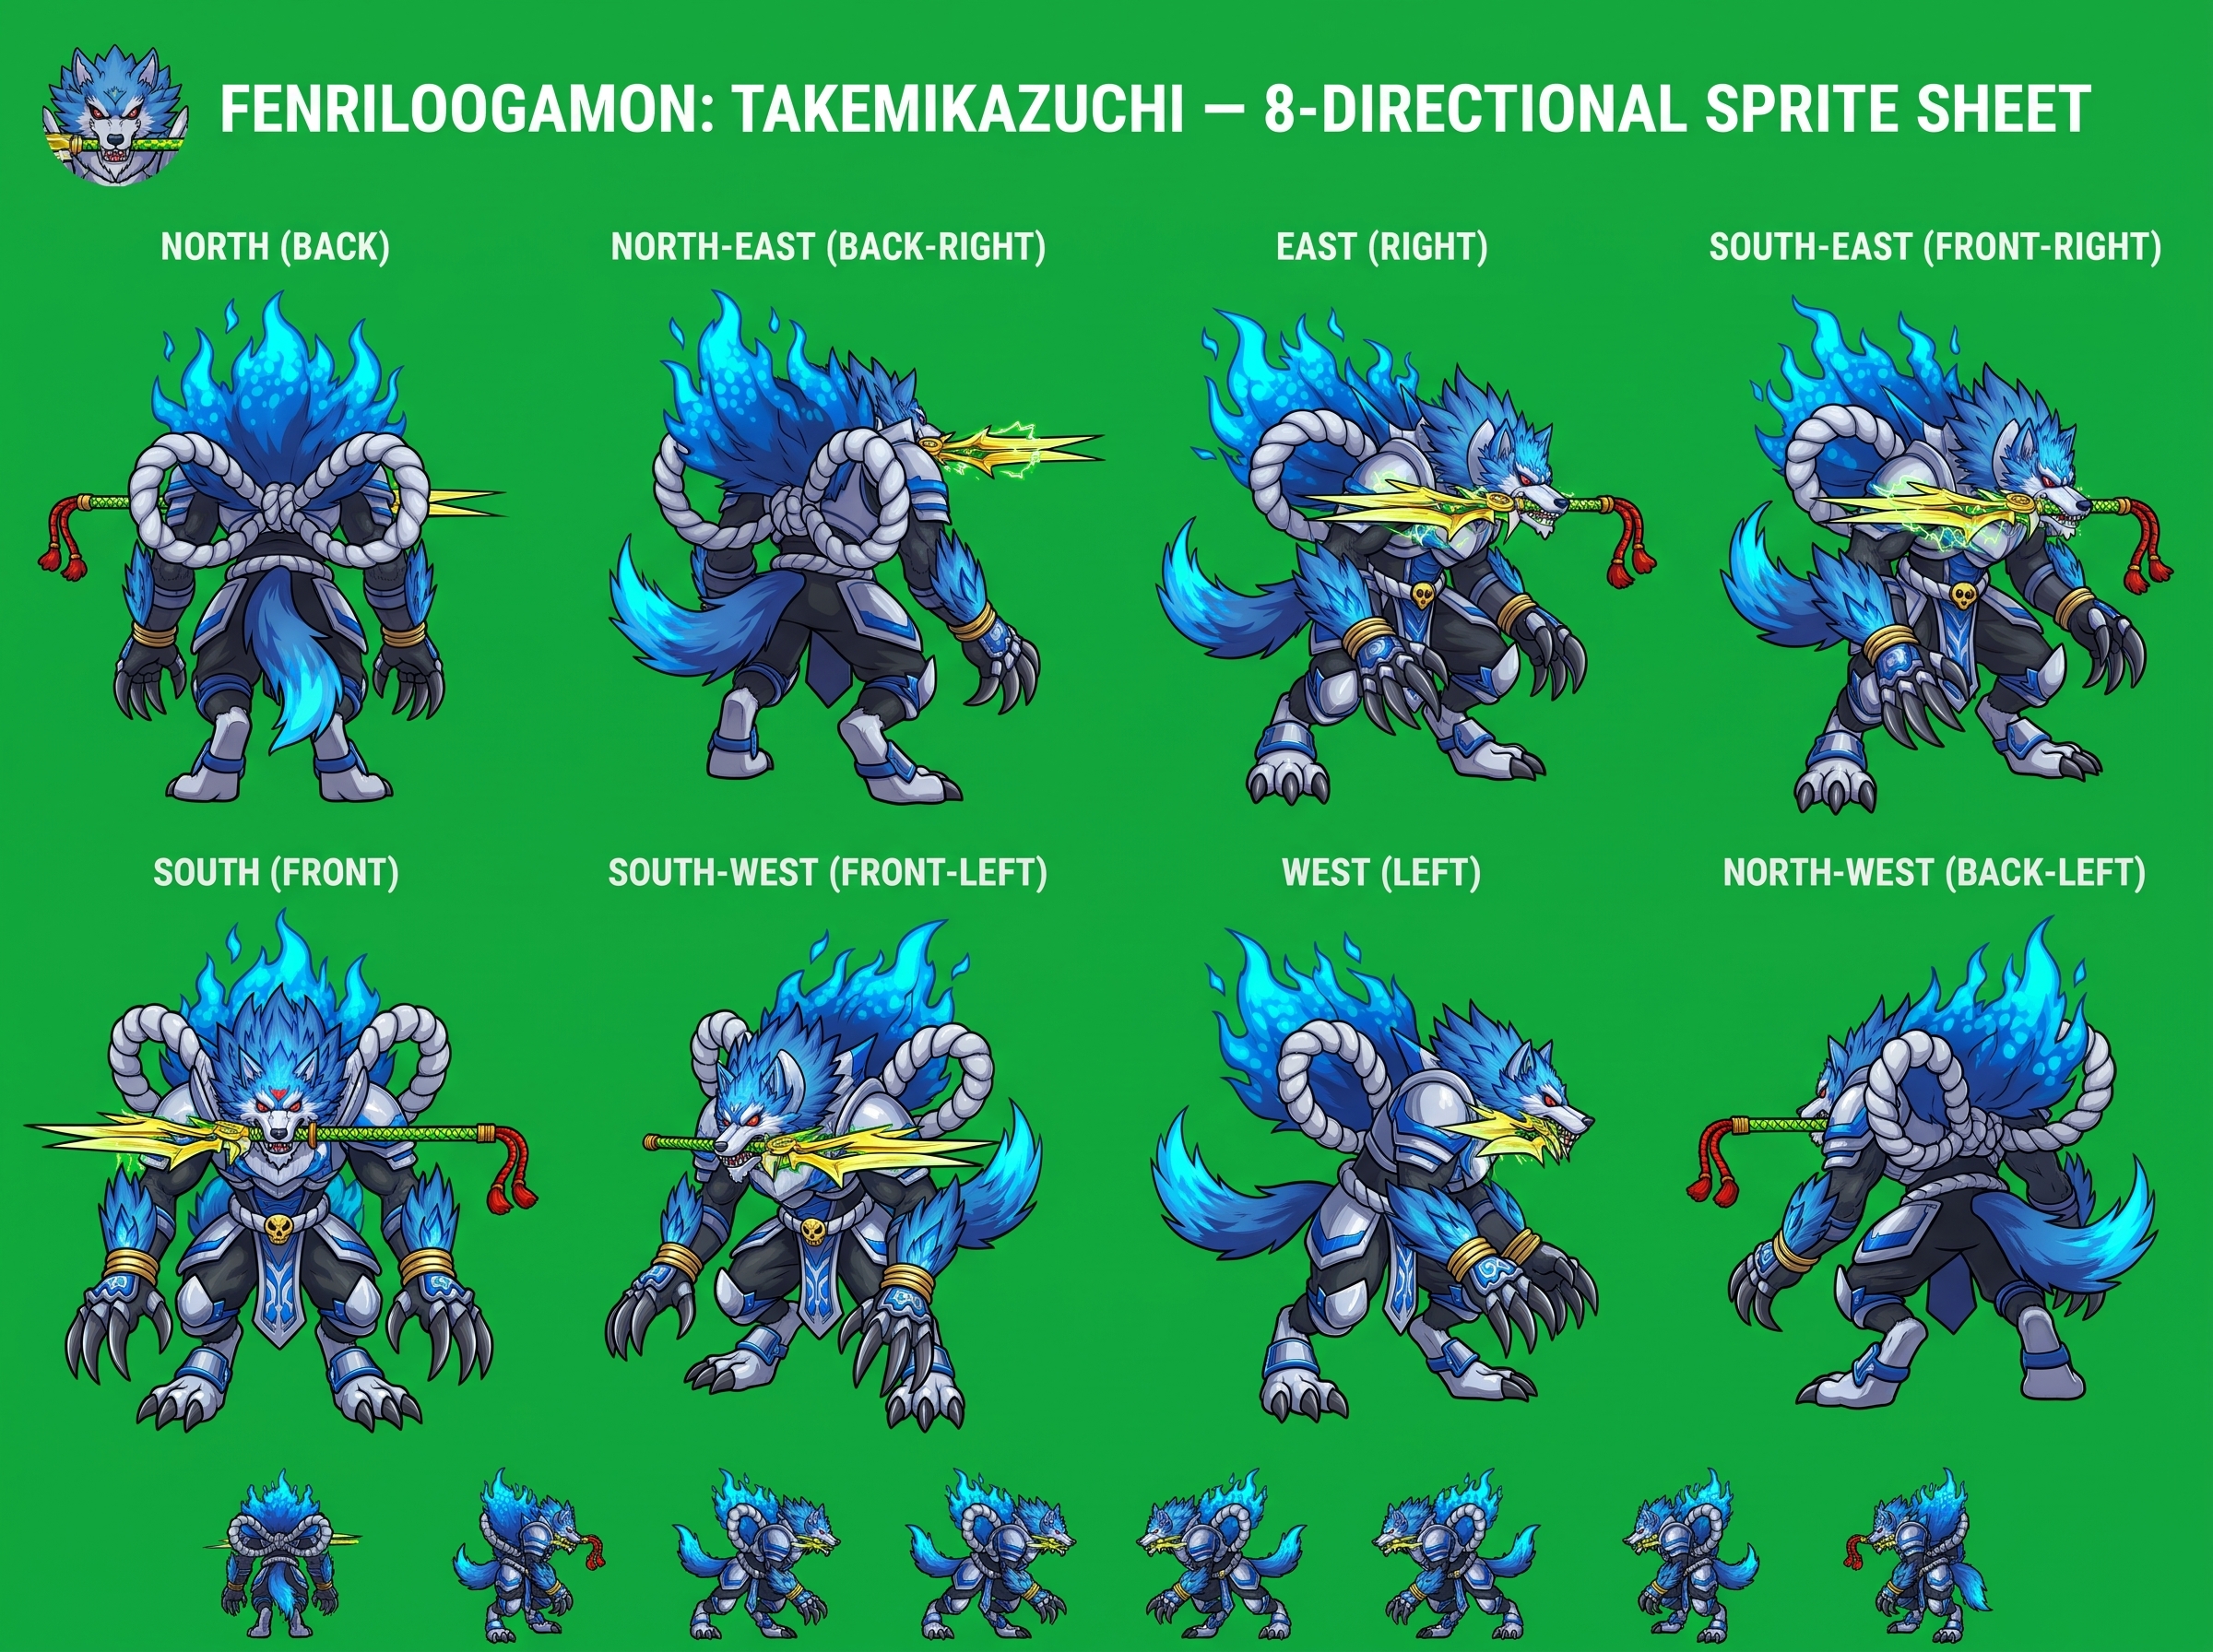 FENRILOOGAMON: TAKEMIKAZUCHI — 8-DIRECTIONAL SPRITE SHEET
NORTH (BACK)
NORTH-EAST (BACK-RIGHT)
EAST (RIGHT)
SOUTH-EAST (FRONT-RIGHT)
SOUTH (FRONT)
SOUTH-WEST (FRONT-LEFT)
WEST (LEFT)
NORTH-WEST (BACK-LEFT)